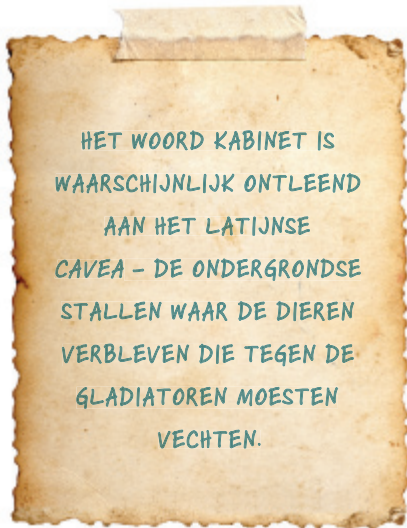 HET WOORD KABINET IS
WAARSCHIJNLIJK ONTLEEND
AAN HET LATIJNSE
CAVEA – DE ONDERGRONDSE
STALLEN WAAR DE DIEREN
VERBLEVEN DIE TEGEN DE
GLADIATOREN MOESTEN
VECHTEN.